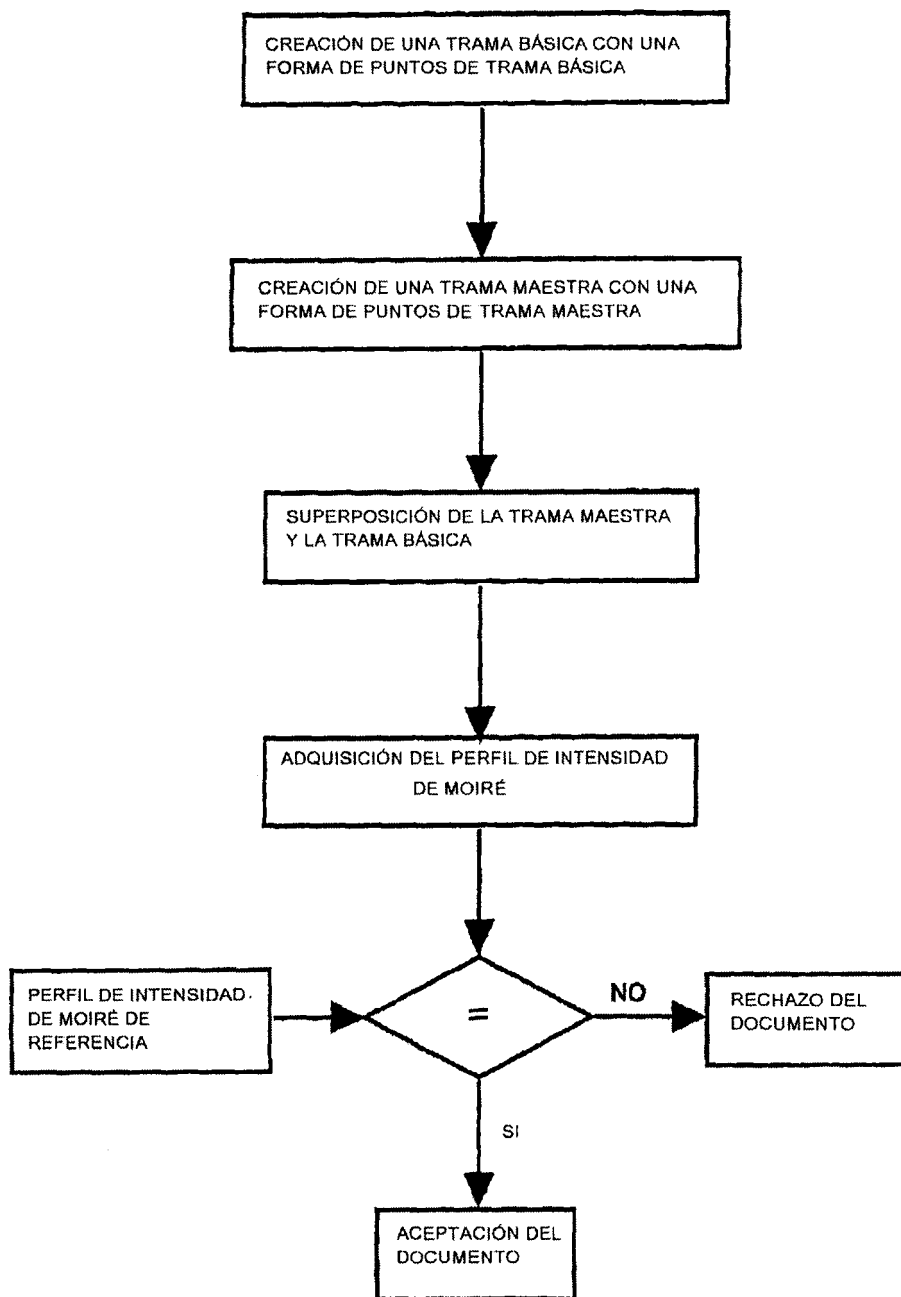 CREACIÓN DE UNA TRAMA BÁSICA CON UNA
FORMA DE PUNTOS DE TRAMA BÁSICA
CREACIÓN DE UNA TRAMA MAESTRA CON UNA
FORMA DE PUNTOS DE TRAMA MAESTRA
SUPERPOSICIÓN DE LA TRAMA MAESTRA
Y LA TRAMA BÁSICA
ADQUISICIÓN DEL PERFIL DE INTENSIDAD
DE MOIRÉ
PERFIL DE INTENSIDAD
DE MOIRÉ DE
REFERENCIA
=
NO
RECHAZO DEL
DOCUMENTO
SI
ACEPTACIÓN DEL
DOCUMENTO